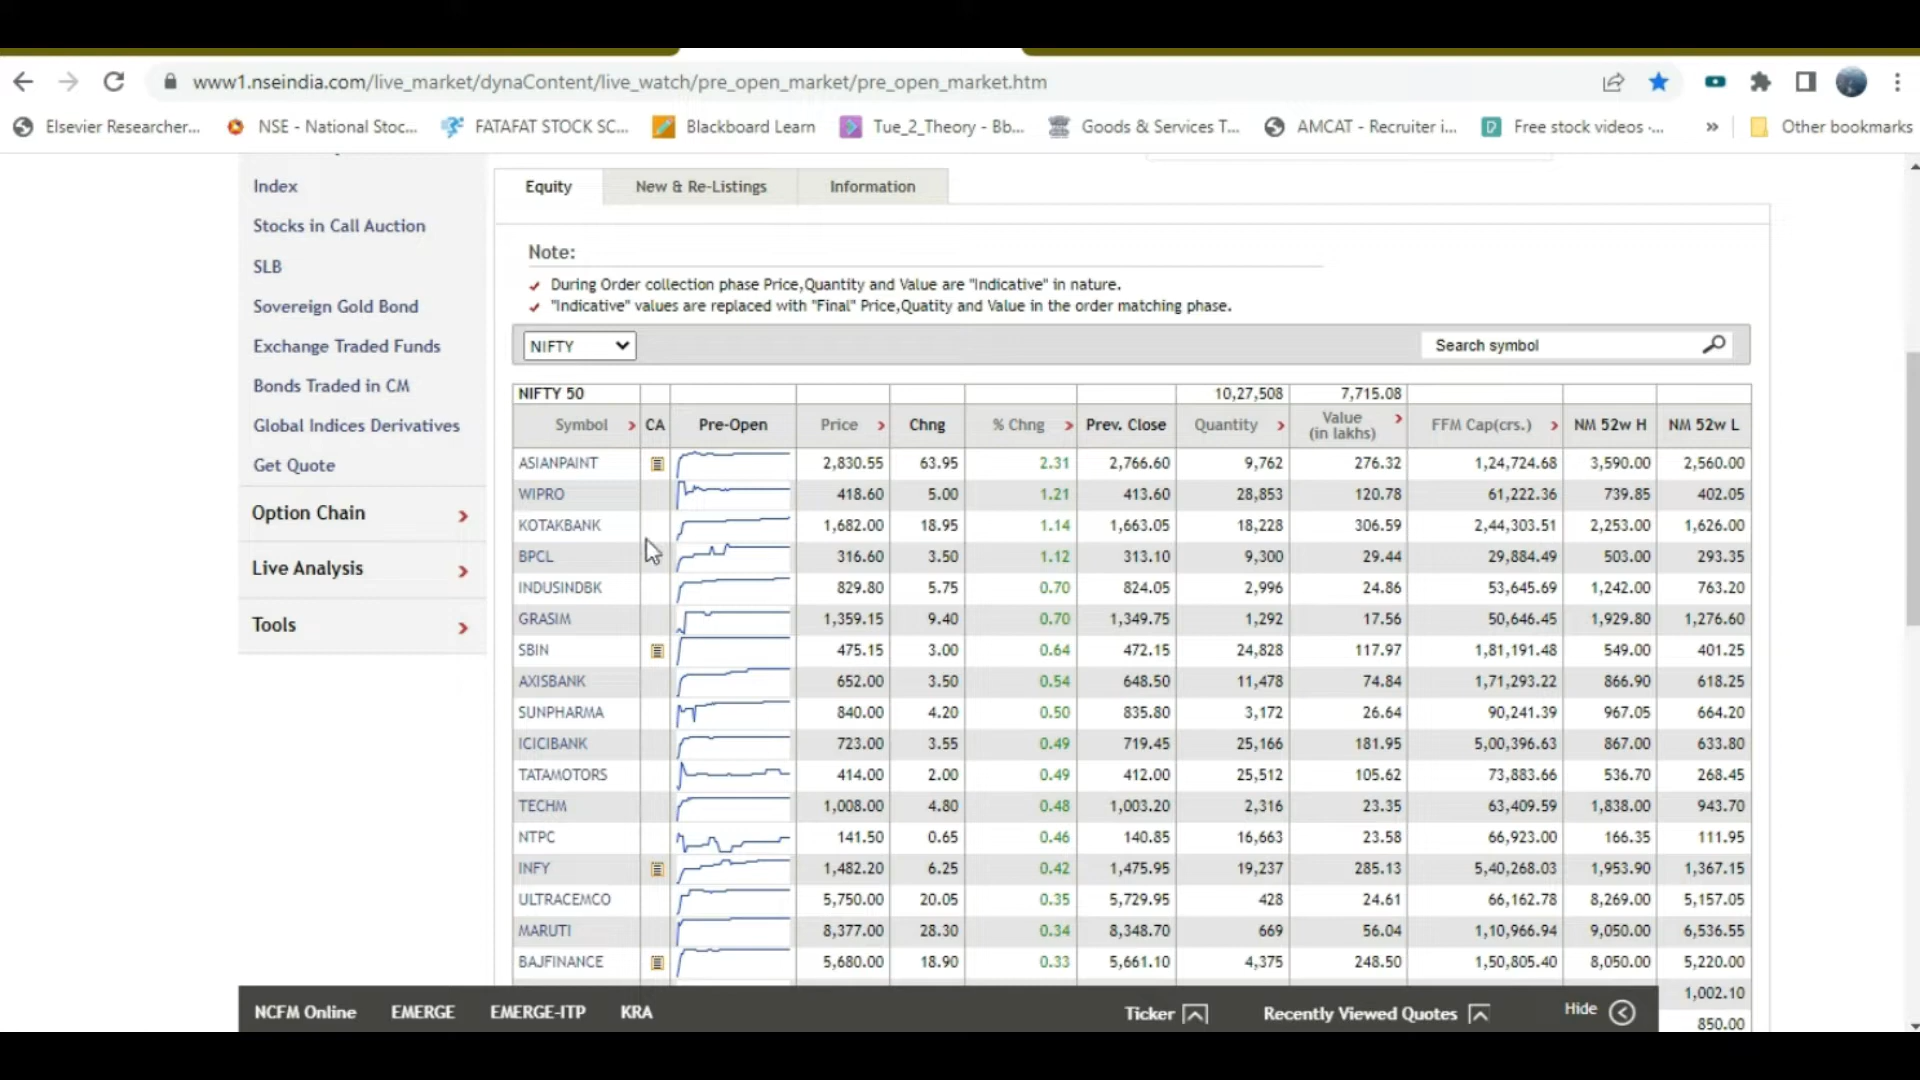 www1.nseindia.com/live_market/dynaContent/live_watch/pre_open_market/pre_open_market.htm
Elsevier Researcher... NSE - National Stoc... FATAFAT STOCK SC... Blackboard Learn Tue_2_Theory - Bb... Goods & Services T... AMCAT - Recruiter i... Free stock videos -... » Other bookmarks
Index
Stocks in Call Auction
SLB
Sovereign Gold Bond
Exchange Traded Funds
Bonds Traded in CM
Global Indices Derivatives
Get Quote
Option Chain
Live Analysis
Tools
Equity New & Re-Listings Information
Note:
During Order collection phase Price,Quantity and Value are "Indicative" in nature.
"Indicative" values are replaced with "Final" Price,Quatity and Value in the order matching phase.
NIFTY Search symbol
NIFTY 50 10,27,508 7,715.08
Symbol CA Pre-Open Price Chng % Chng Prev. Close Quantity Value (in lakhs) FFM Cap(crs.) NM 52w H NM 52w L
ASIANPAINT 2,830.55 63.95 2.31 2,766.60 9,762 276.32 1,24,724.68 3,590.00 2,560.00
WIPRO 418.60 5.00 1.21 413.60 28,853 120.78 61,222.36 739.85 402.05
KOTAKBANK 1,682.00 18.95 1.14 1,663.05 18,228 306.59 2,44,303.51 2,253.00 1,626.00
BPCL 316.60 3.50 1.12 313.10 9,300 29.44 29,884.49 503.00 293.35
INDUSINDBK 829.80 5.75 0.70 824.05 2,996 24.86 53,645.69 1,242.00 763.20
GRASIM 1,359.15 9.40 0.70 1,349.75 1,292 17.56 50,646.45 1,929.80 1,276.60
SBIN 475.15 3.00 0.64 472.15 24,828 117.97 1,81,191.48 549.00 401.25
AXISBANK 652.00 3.50 0.54 648.50 11,478 74.84 1,71,293.22 866.90 618.25
SUNPHARMA 840.00 4.20 0.50 835.80 3,172 26.64 90,241.39 967.05 664.20
ICICIBANK 723.00 3.55 0.49 719.45 25,166 181.95 5,00,396.63 867.00 633.80
TATAMOTORS 414.00 2.00 0.49 412.00 25,512 105.62 73,883.66 536.70 268.45
TECHM 1,008.00 4.80 0.48 1,003.20 2,316 23.35 63,409.59 1,838.00 943.70
NTPC 141.50 0.65 0.46 140.85 16,663 23.58 66,923.00 166.35 111.95
INFY 1,482.20 6.25 0.42 1,475.95 19,237 285.13 5,40,268.03 1,953.90 1,367.15
ULTRACEMCO 5,750.00 20.05 0.35 5,729.95 428 24.61 66,162.78 8,269.00 5,157.05
MARUTI 8,377.00 28.30 0.34 8,348.70 669 56.04 1,10,966.94 9,050.00 6,536.55
BAJFINANCE 5,680.00 18.90 0.33 5,661.10 4,375 248.50 1,50,805.40 8,050.00 5,220.00
1,002.10
850.00
NCFM Online EMERGE EMERGE-ITP KRA Ticker Recently Viewed Quotes Hide